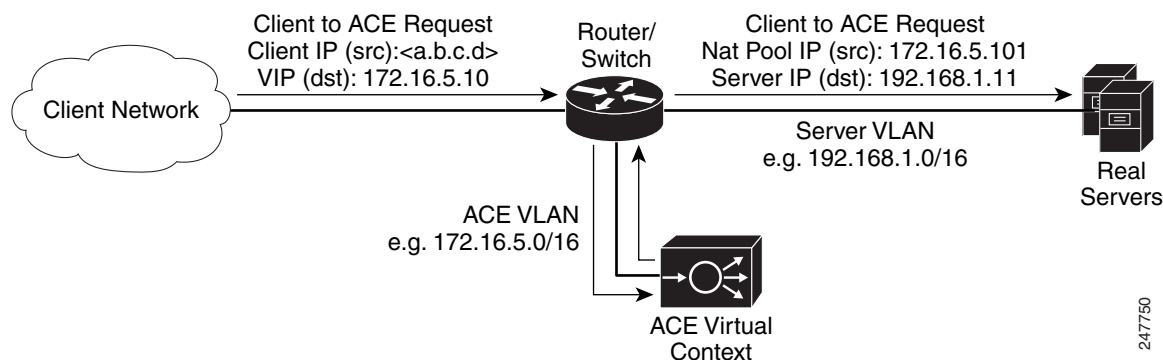 Client to ACE Request
Client IP (src):<a.b.c.d>
VIP (dst): 172.16.5.10
Router/
Switch
Client to ACE Request
Nat Pool IP (src): 172.16.5.101
Server IP (dst): 192.168.1.11
Client Network
Server VLAN
e.g. 192.168.1.0/16
Real
Servers
ACE VLAN
e.g. 172.16.5.0/16
ACE Virtual
Context
247750